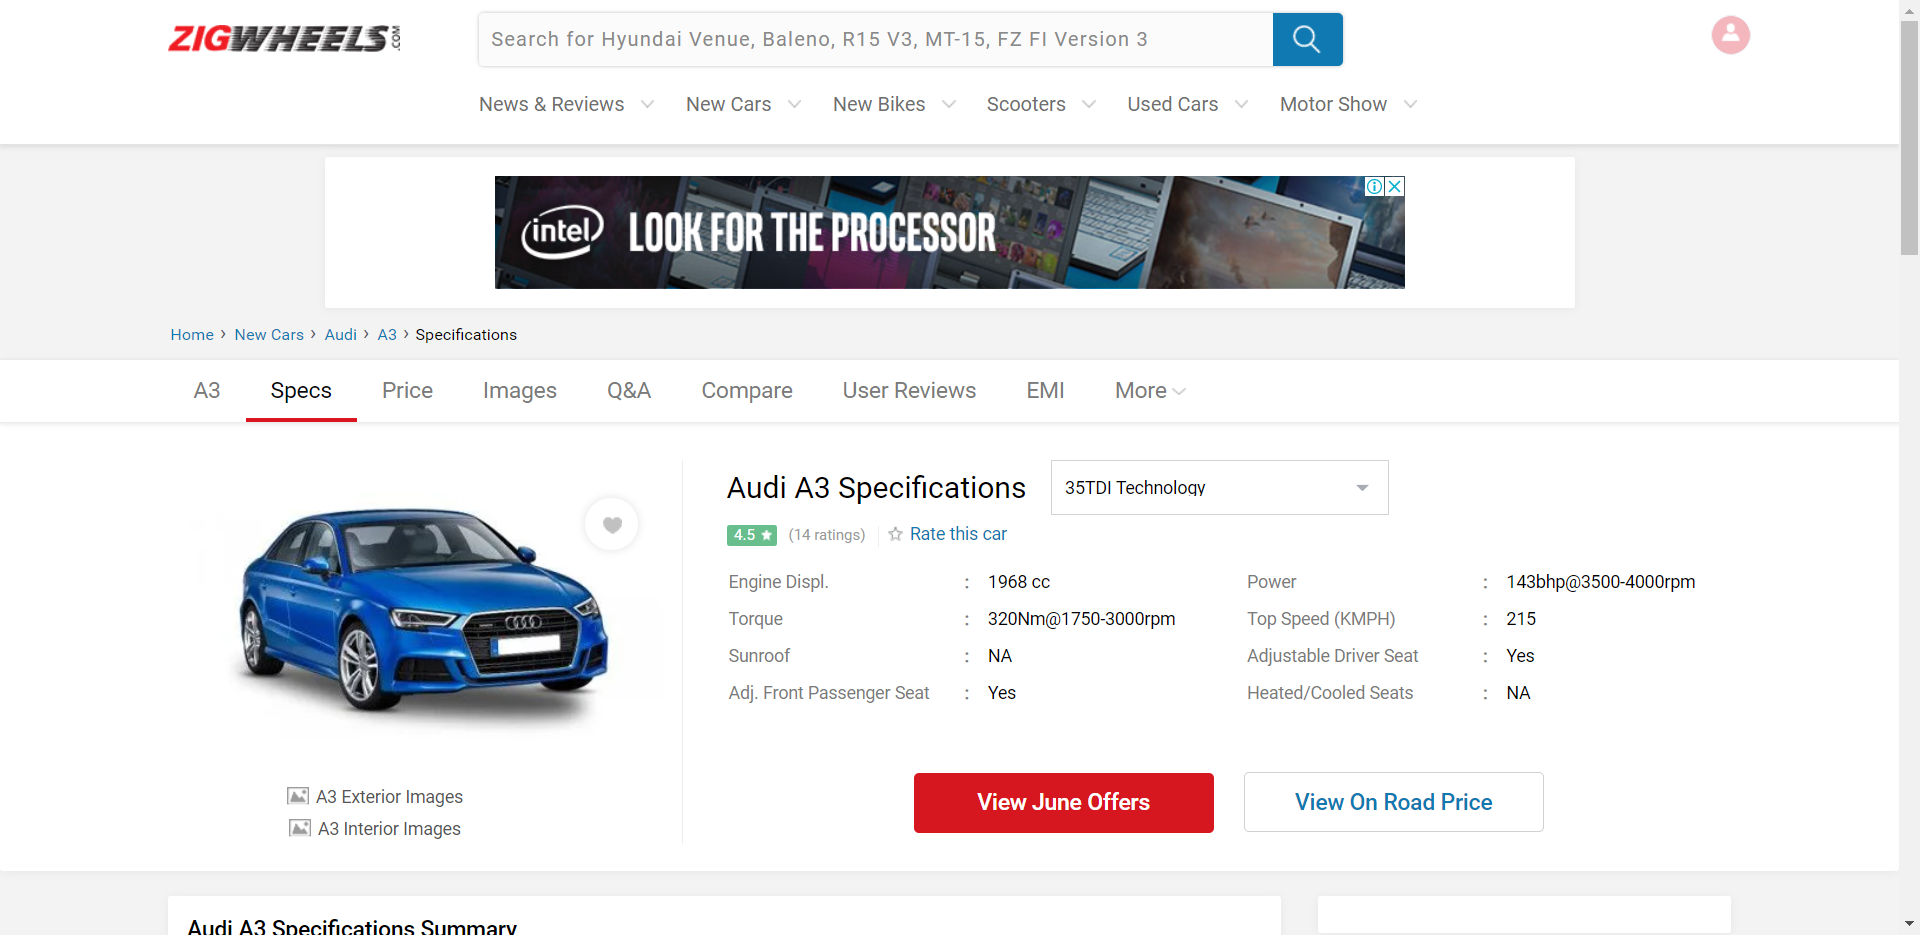 ZIGWHEELS.COM
Search for Hyundai Venue, Baleno, R15 V3, MT-15, FZ FI Version 3
News & Reviews New Cars New Bikes Scooters Used Cars Motor Show
intel LOOK FOR THE PROCESSOR
Home › New Cars › Audi › A3 › Specifications
A3 Specs Price Images Q&A Compare User Reviews EMI More
Audi A3 Specifications 35TDI Technology
4.5 ★ (14 ratings) Rate this car
Engine Displ. : 1968 cc Power : 143bhp@3500-4000rpm
Torque : 320Nm@1750-3000rpm Top Speed (KMPH) : 215
Sunroof : NA Adjustable Driver Seat : Yes
Adj. Front Passenger Seat : Yes Heated/Cooled Seats : NA
A3 Exterior Images
A3 Interior Images
View June Offers View On Road Price
Audi A3 Specifications Summary